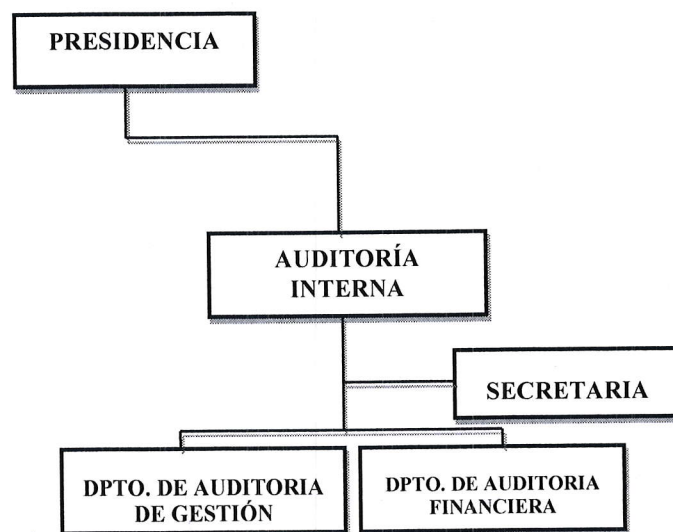 PRESIDENCIA
AUDITORÍA
INTERNA
SECRETARIA
DPTO. DE AUDITORIA
DE GESTIÓN
DPTO. DE AUDITORIA
FINANCIERA